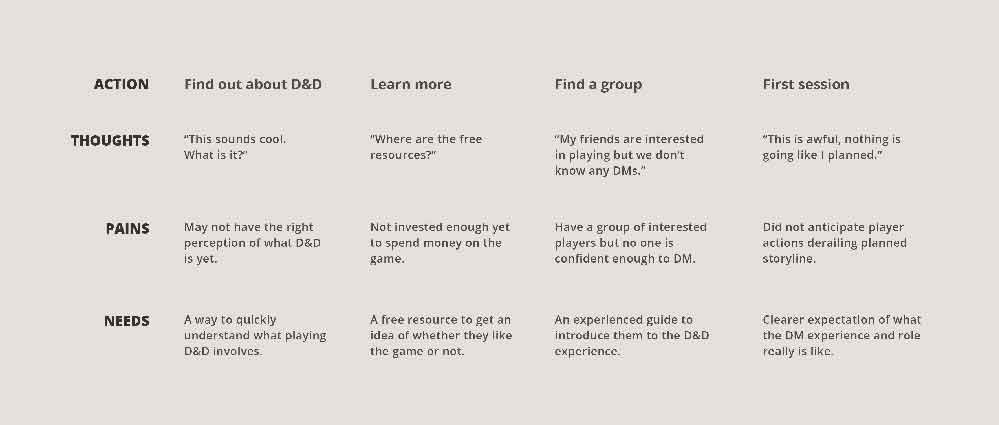 ACTION Find out about D&D Learn more Find a group First session
THOUGHTS “This sounds cool. “Where are the free “My friends are interested “This is awful, nothing is
What is it?” resources?” in playing but we don’t going like I planned.”
know any DMs.”
PAINS May not have the right Not invested enough yet Have a group of interested Did not anticipate player
perception of what D&D to spend money on the players but no one is actions derailing planned
is yet. game. confident enough to DM. storyline.
NEEDS A way to quickly A free resource to get an An experienced guide to Clearer expectation of what
understand what playing idea of whether they like introduce them to the D&D the DM experience and role
D&D involves. the game or not. experience. really is like.